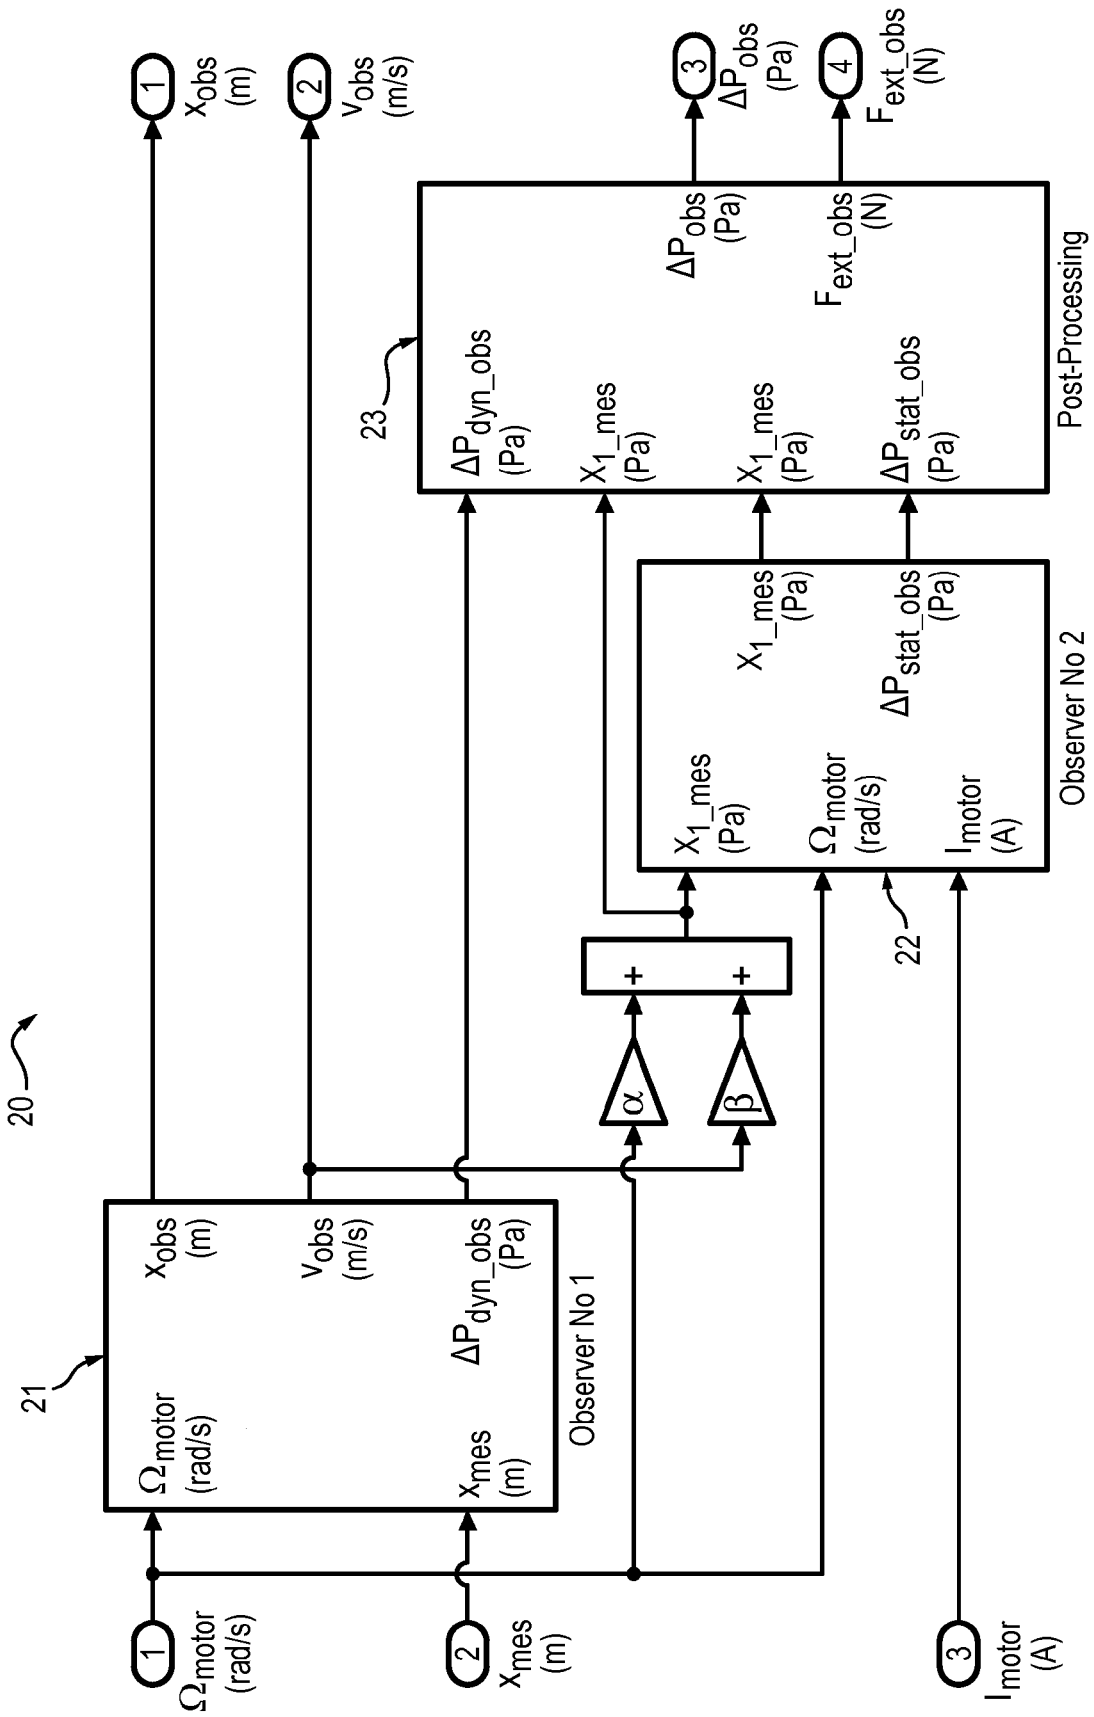 20
1
Ωmotor
(rad/s)
2
xmes
(m)
3
Imotor
(A)
21
Ωmotor
(rad/s)
xmes
(m)
xobs
(m)
vobs
(m/s)
ΔPdyn_obs
(Pa)
Observer No 1
α
β
+
+
22
X1_mes
(Pa)
Ωmotor
(rad/s)
Imotor
(A)
X1_mes
(Pa)
ΔPstat_obs
(Pa)
Observer No 2
23
ΔPdyn_obs
(Pa)
X1_mes
(Pa)
X1_mes
(Pa)
ΔPstat_obs
(Pa)
ΔPobs
(Pa)
Fext_obs
(N)
Post-Processing
1
xobs
(m)
2
vobs
(m/s)
3
ΔPobs
(Pa)
4
Fext_obs
(N)